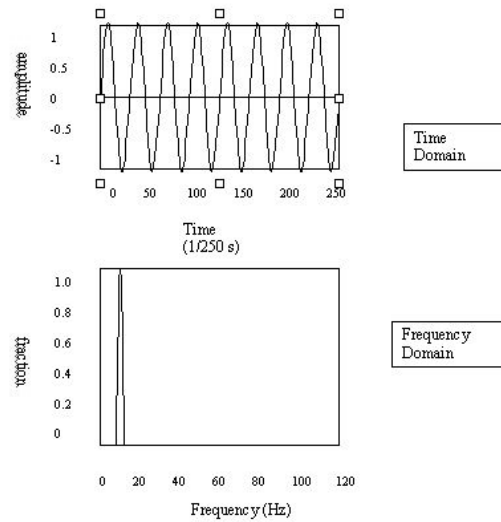 1
0.5
0
-0.5
-1
amplitude
0 50 100 150 200 250
Time
(1/250 s)
Time
Domain
1.0
0.8
0.6
0.4
0.2
0
fraction
0 20 40 60 80 100 120
Frequency (Hz)
Frequency
Domain